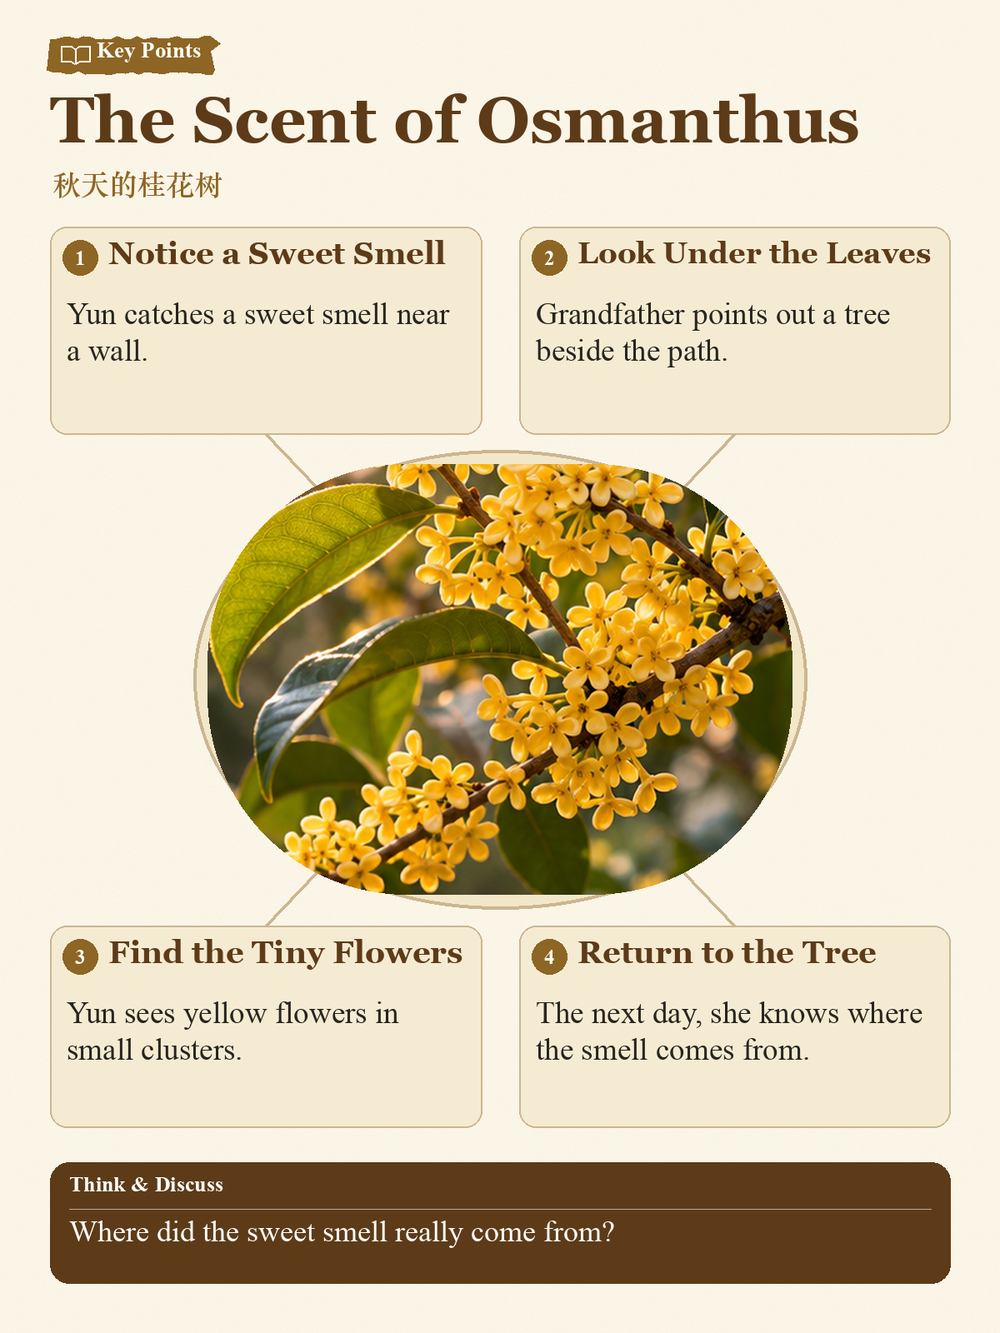 Key Points
The Scent of Osmanthus
秋天的桂花树
1 Notice a Sweet Smell
Yun catches a sweet smell near
a wall.
2 Look Under the Leaves
Grandfather points out a tree
beside the path.
3 Find the Tiny Flowers
Yun sees yellow flowers in
small clusters.
4 Return to the Tree
The next day, she knows where
the smell comes from.
Think & Discuss
Where did the sweet smell really come from?